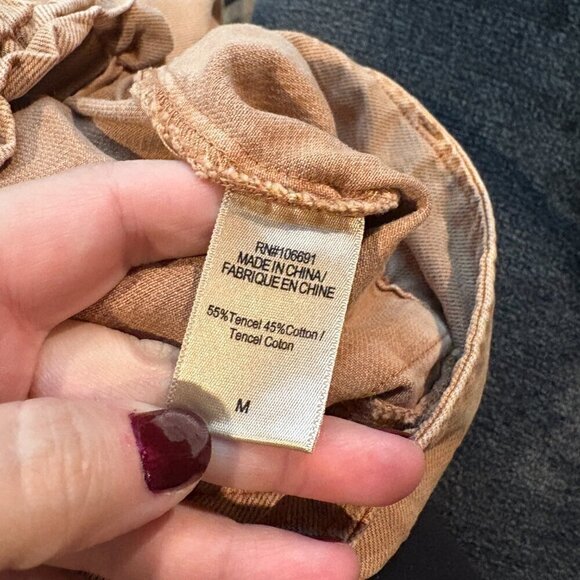 RN#106691
MADE IN CHINA/
FABRIQUE EN CHINE
55%Tencel 45%Cotton /
Tencel Coton
M